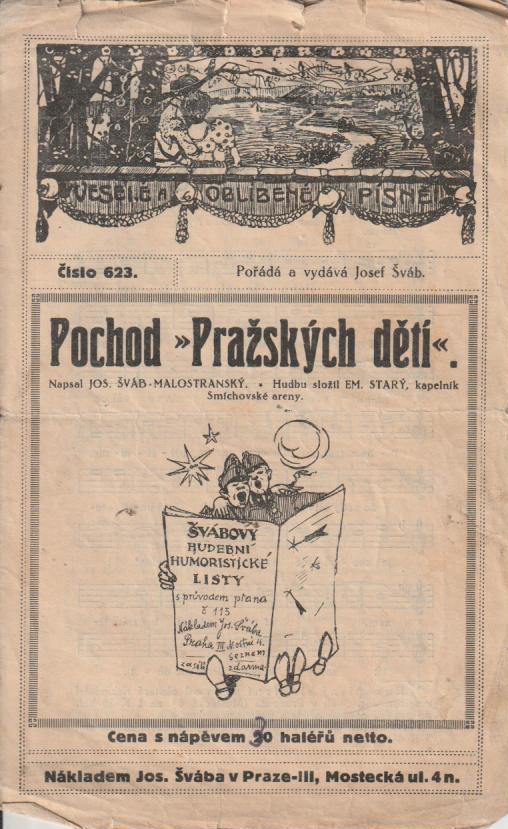 VESELÉ A OBLÍBENÉ PÍSNĚ
Číslo 623.
Pořádá a vydává Josef Šváb.
Pochod »Pražských dětí«.
Napsal JOS. ŠVÁB-MALOSTRANSKÝ. • Hudbu složil EM. STARÝ, kapelník
Smíchovské areny.
ŠVÁBOVY
HUDEBNÍ
HUMORISTICKÉ
LISTY
s průvodem piana
č 113
Nákladem Jos. Švába
Praha III Mostní 4.
Seznam
zašle zdarma
Cena s nápěvem 30 haléřů netto.
Nákladem Jos. Švába v Praze-III, Mostecká ul. 4 n.